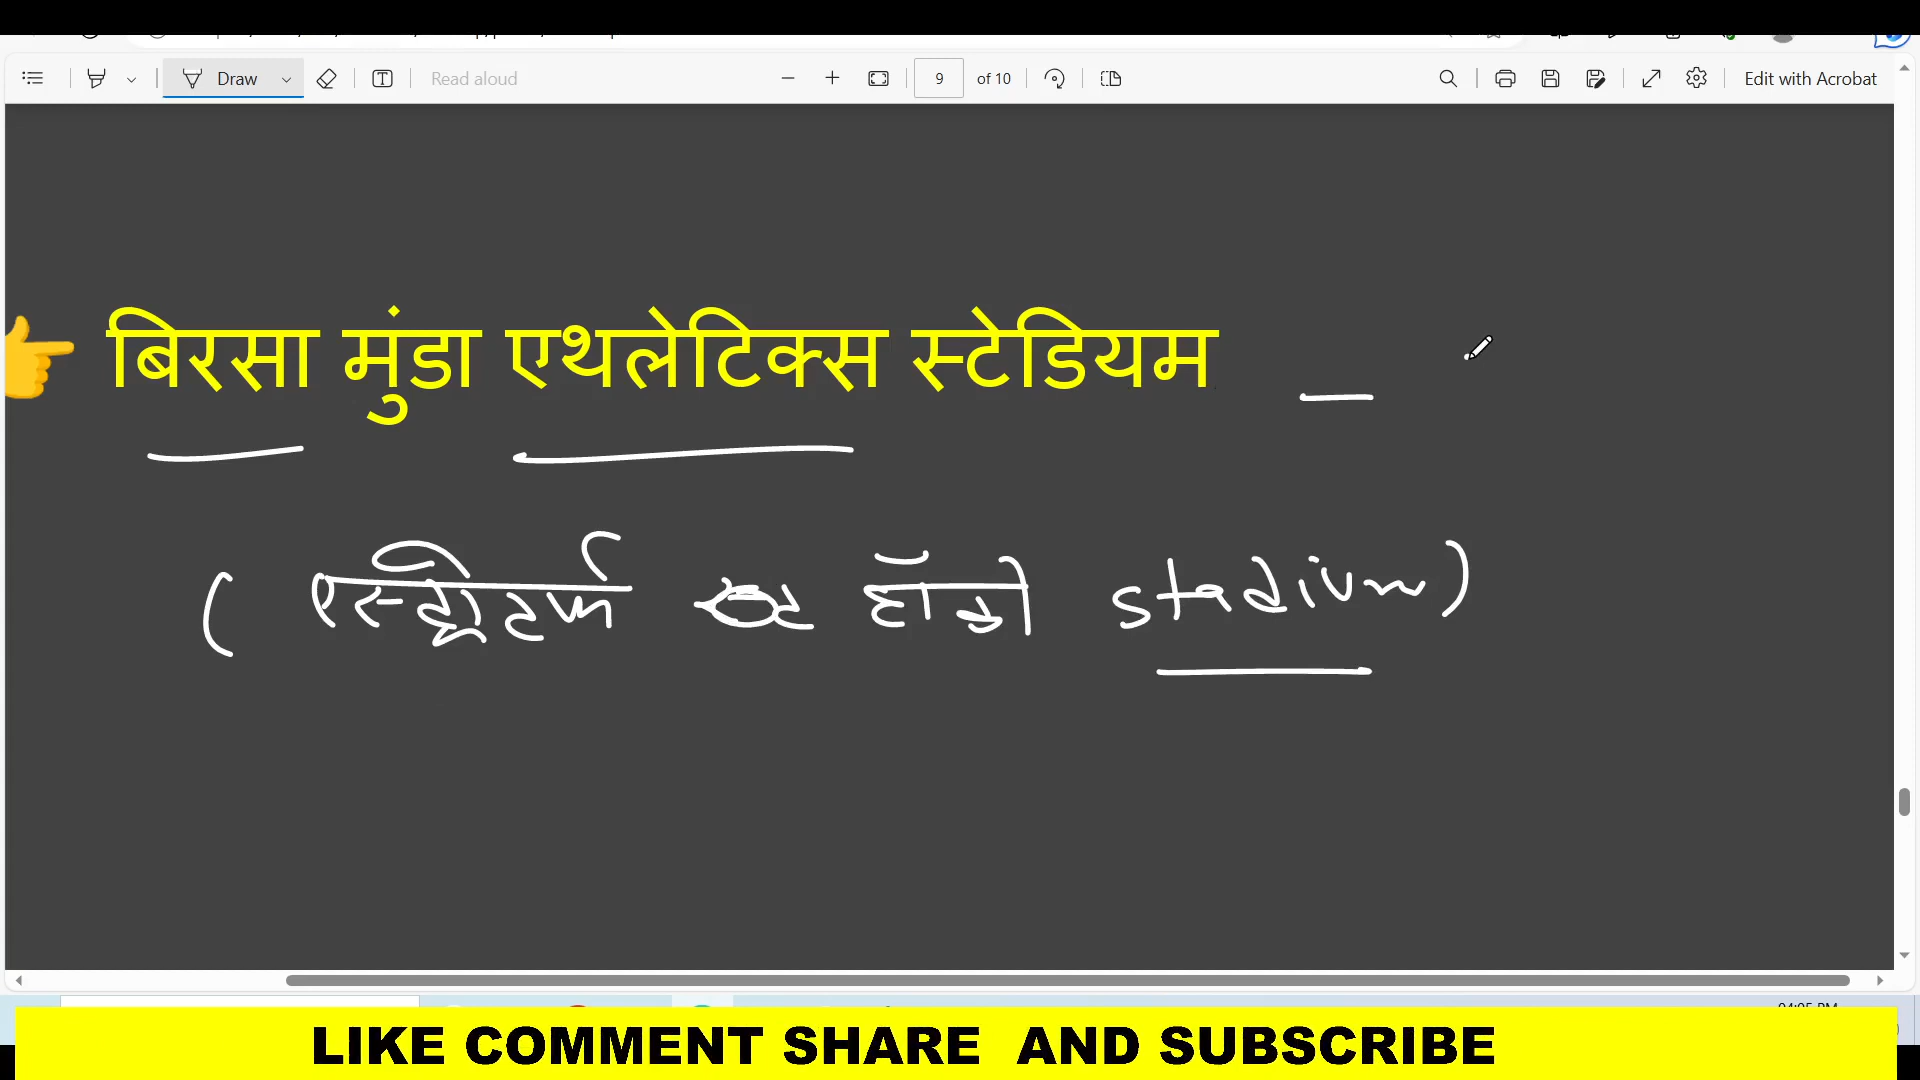 Draw Read aloud 9 of 10 Edit with Acrobat
👉 बिरसा मुंडा एथलेटिक्स स्टेडियम
( एस्ट्रोटर्फ हॉकी stadium )
LIKE COMMENT SHARE AND SUBSCRIBE